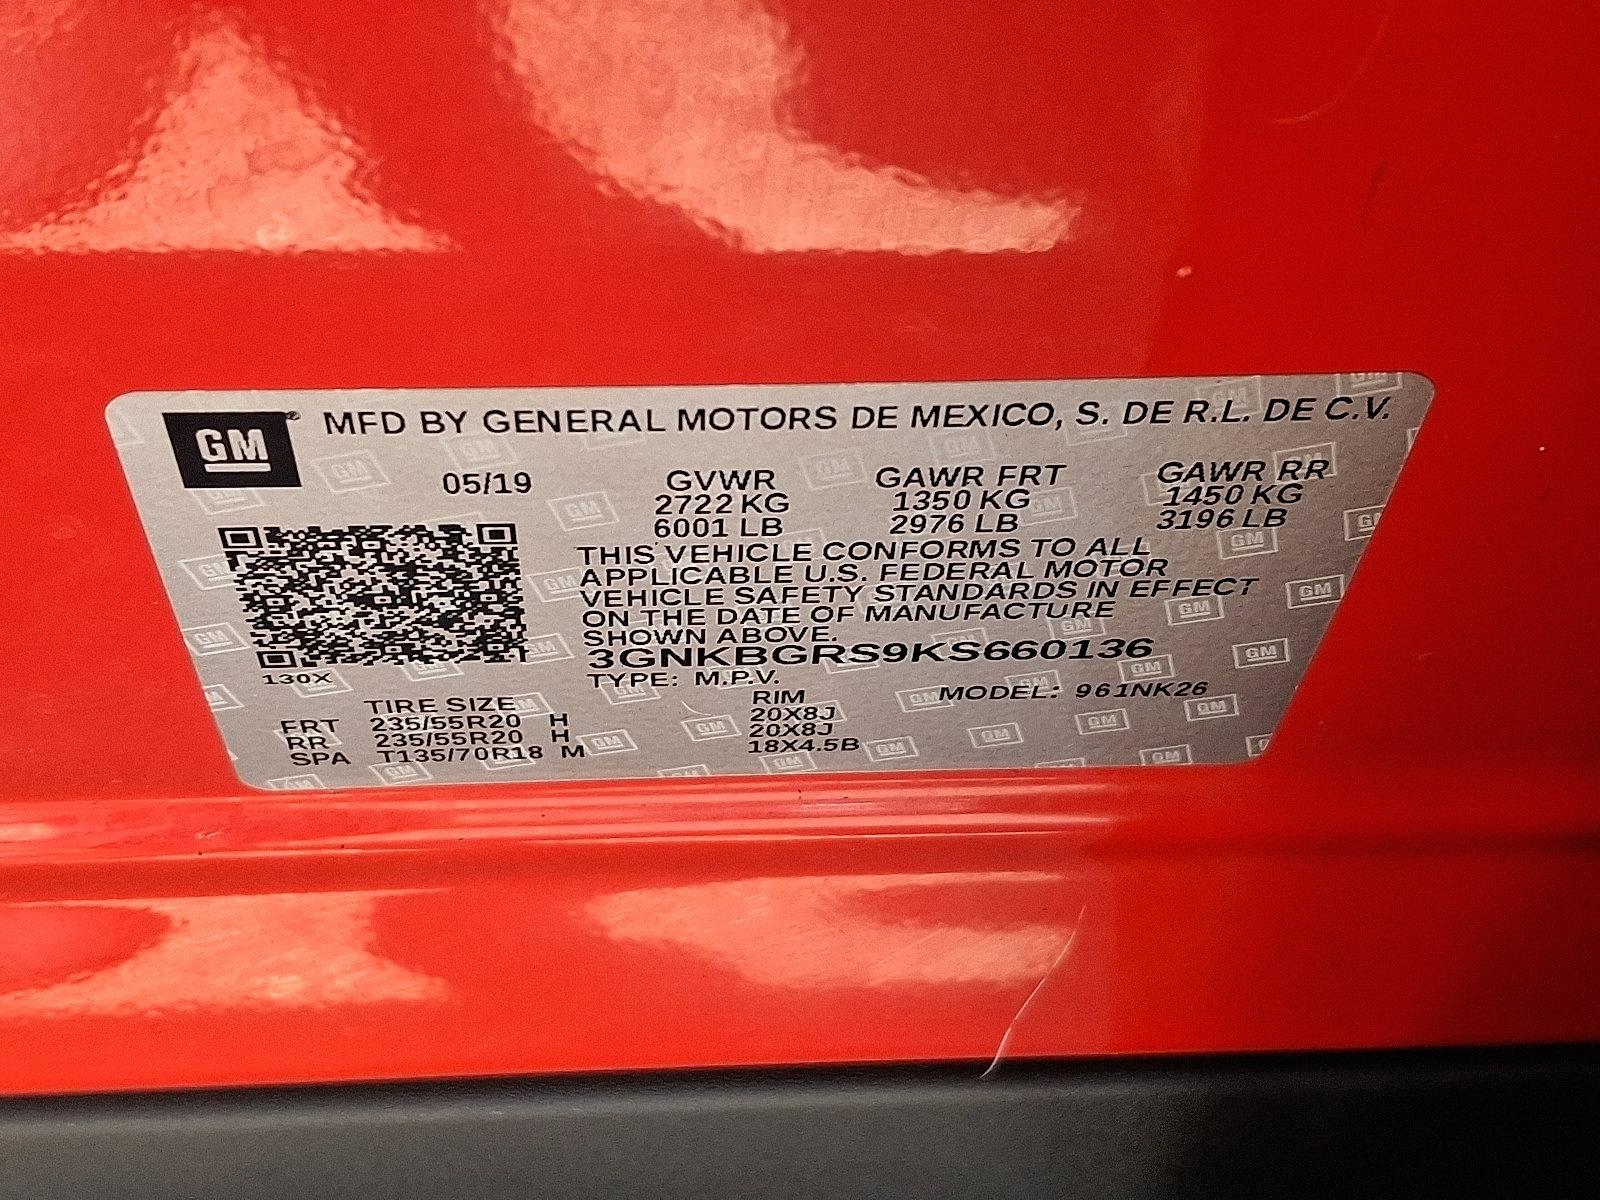 GM
MFD BY GENERAL MOTORS DE MEXICO, S. DE R.L. DE C.V.
05/19 GVWR GAWR FRT GAWR RR
2722 KG 1350 KG 1450 KG
6001 LB 2976 LB 3196 LB
THIS VEHICLE CONFORMS TO ALL
APPLICABLE U.S. FEDERAL MOTOR
VEHICLE SAFETY STANDARDS IN EFFECT
ON THE DATE OF MANUFACTURE
SHOWN ABOVE.
3GNKBGRS9KS660136
130X
TYPE: M.P.V. MODEL: 961NK26
TIRE SIZE RIM
FRT 235/55R20 H 20X8J
RR 235/55R20 H 20X8J
SPA T135/70R18 M 18X4.5B